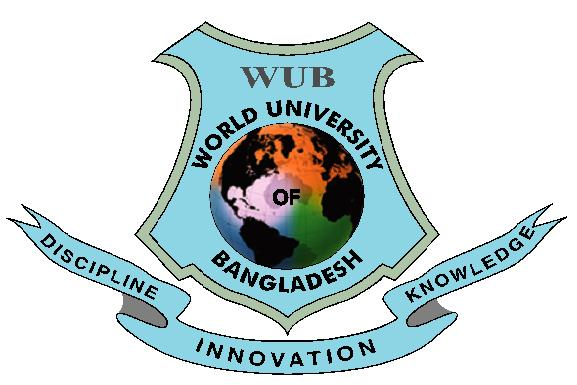 WUB
WORLD UNIVERSITY
OF
BANGLADESH
DISCIPLINE
INNOVATION
KNOWLEDGE